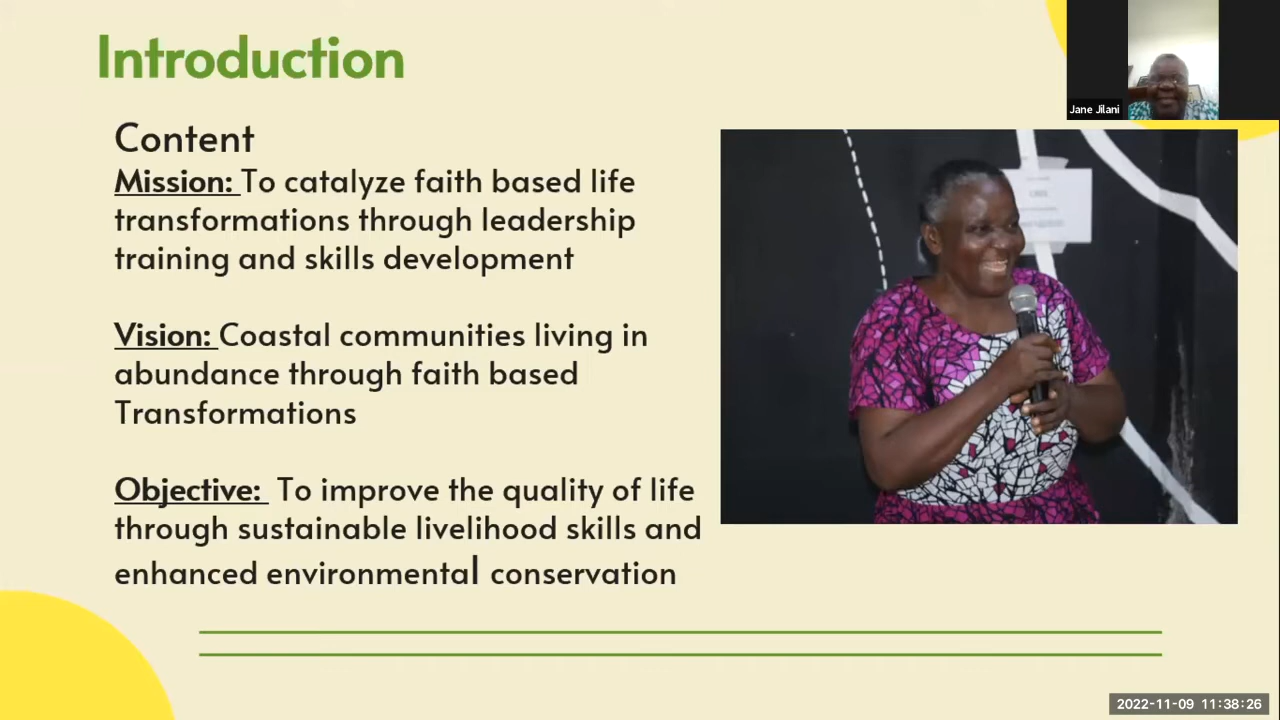 Introduction
Content
Mission: To catalyze faith based life
transformations through leadership
training and skills development
Vision: Coastal communities living in
abundance through faith based
Transformations
Objective: To improve the quality of life
through sustainable livelihood skills and
enhanced environmental conservation
Jane Jilani
2022-11-09 11:38:26